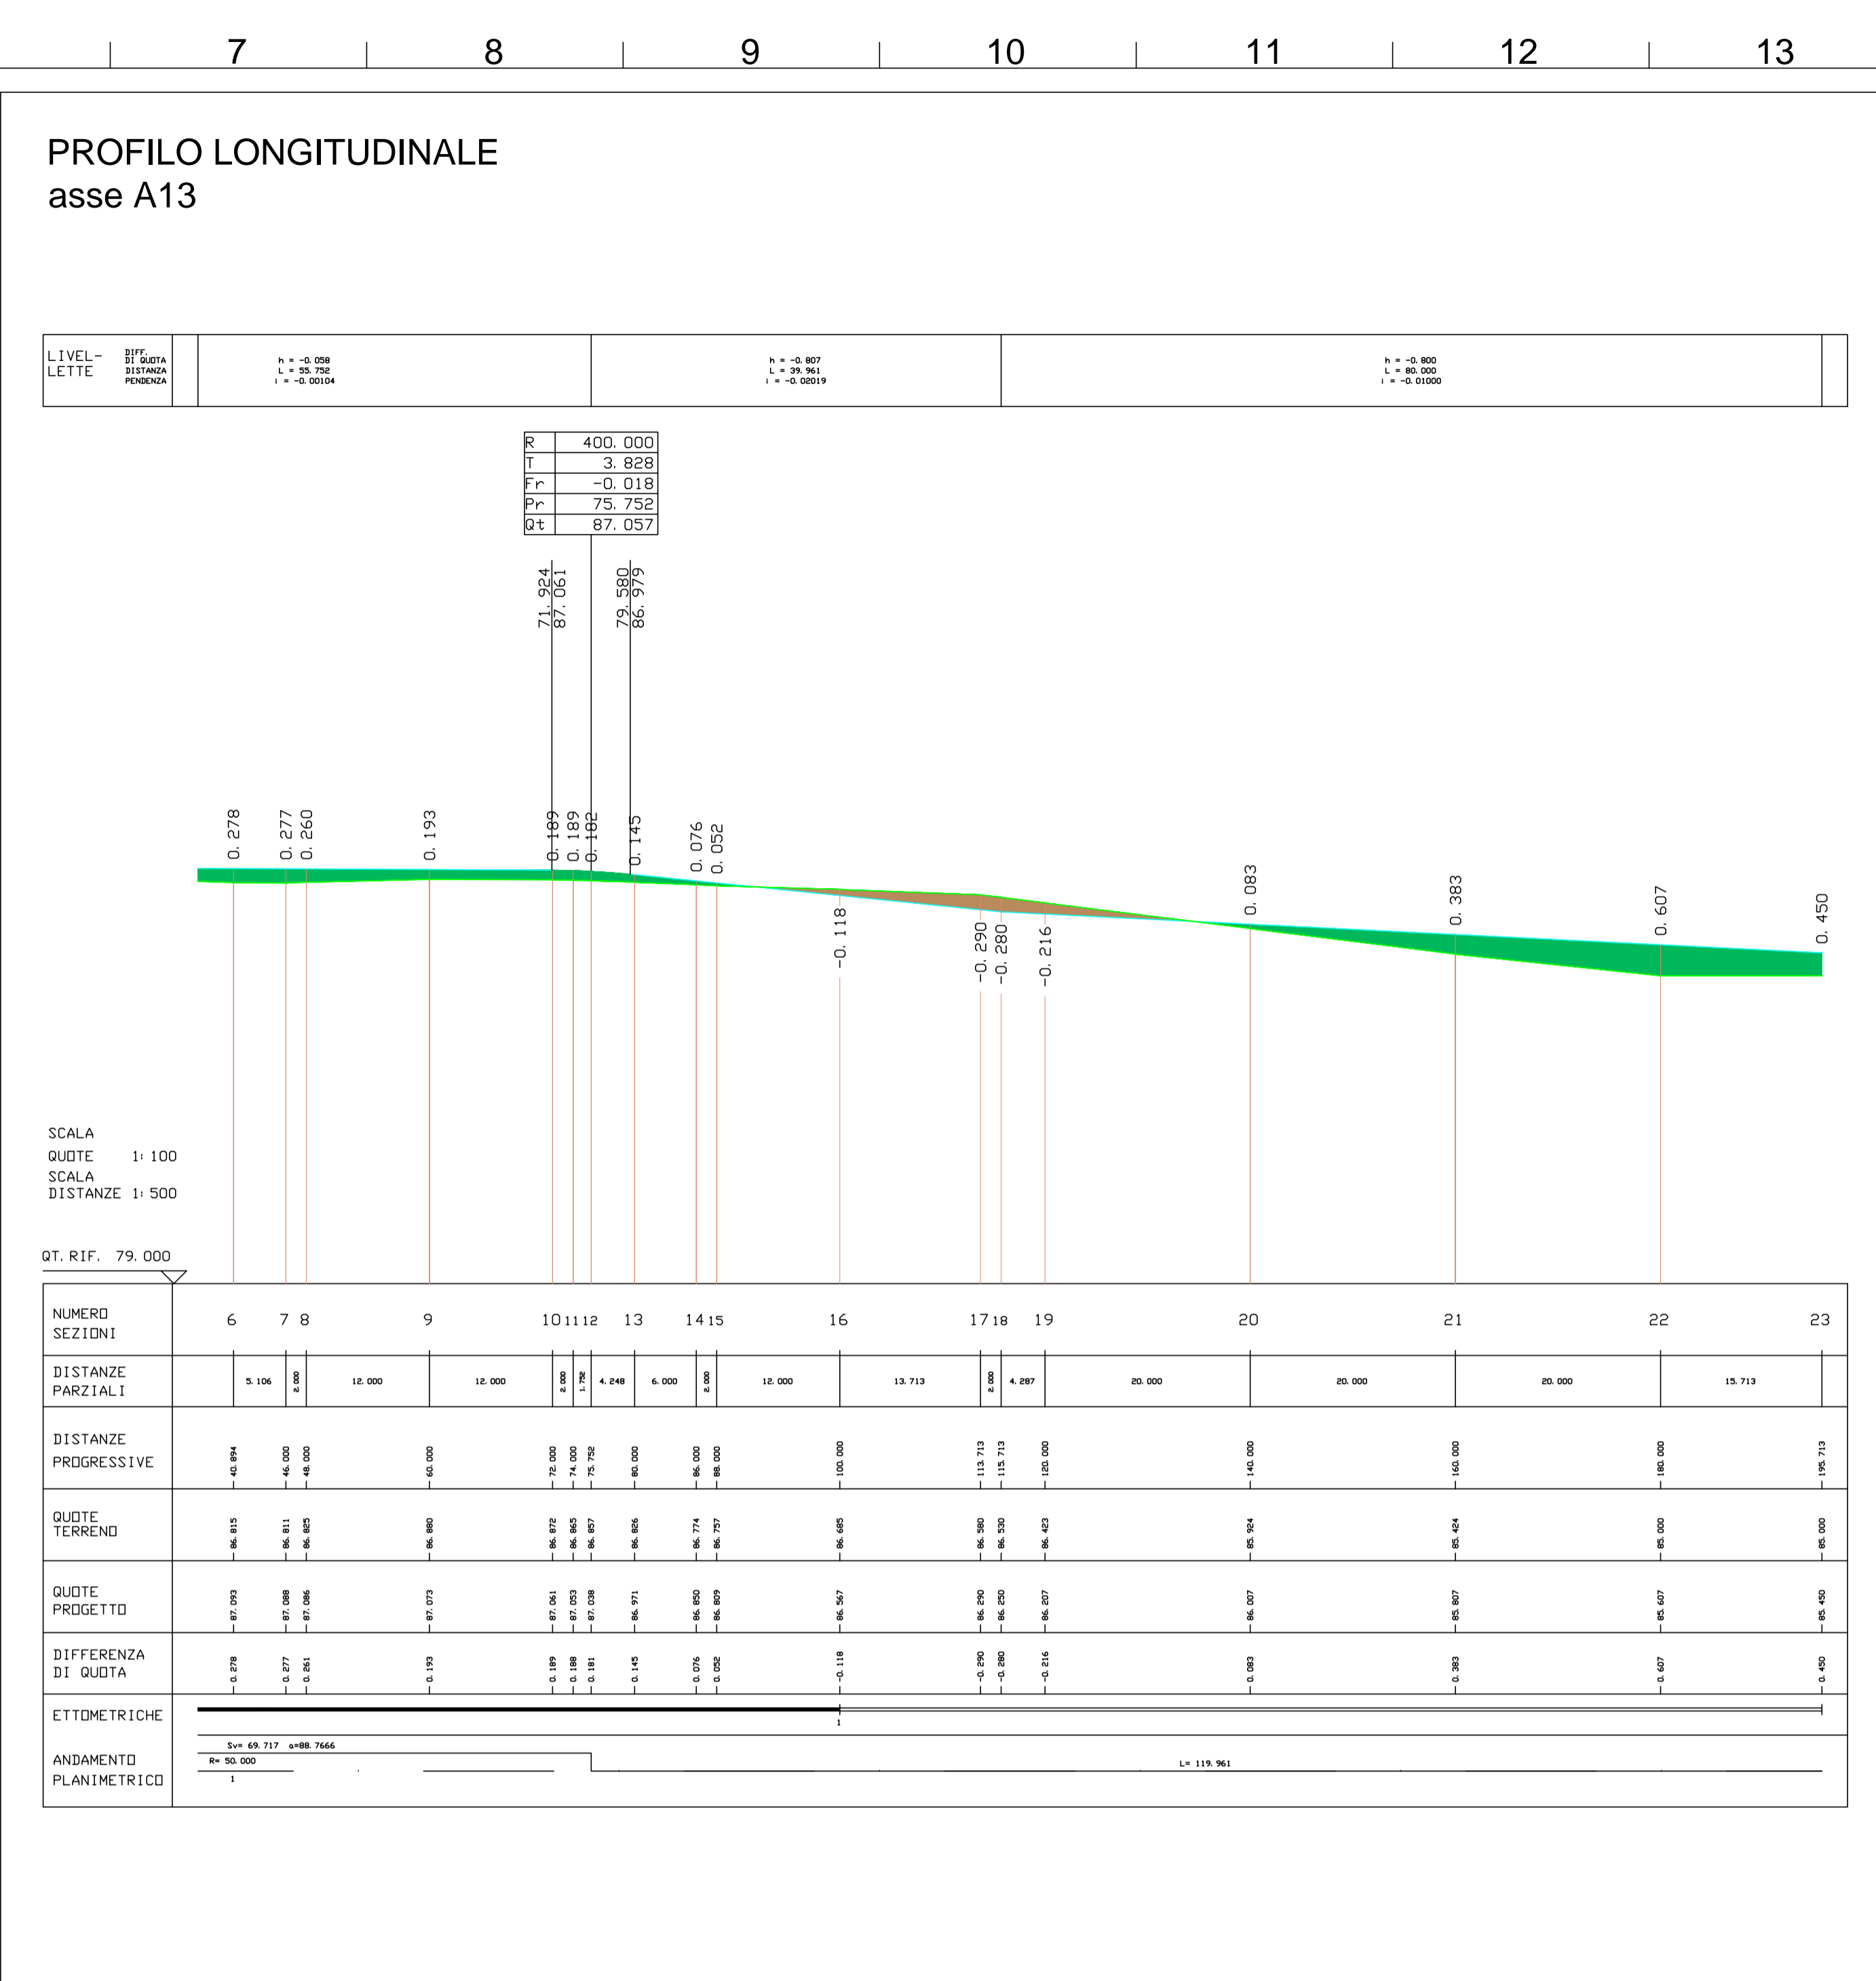 7 8 9 10 11 12 13
PROFILO LONGITUDINALE
asse A13
LIVEL-
LETTE
DIFF.
DI QUOTA
DISTANZA
PENDENZA
h = -0.058
L = 55.752
i = -0.00104
h = -0.807
L = 39.961
i = -0.02019
h = -0.800
L = 80.000
i = -0.01000
R 400.000
T 3.828
Fr -0.018
Pr 75.752
Qt 87.057
71.924
87.061
79.580
86.979
0.278 0.277 0.260 0.193 0.189 0.189 0.182 0.145 0.076 0.052 -0.118 -0.290 -0.280 -0.216 0.083 0.383 0.607 0.450
SCALA
QUOTE 1:100
SCALA
DISTANZE 1:500
QT.RIF. 79.000
NUMERO
SEZIONI
6 7 8 9 10 11 12 13 14 15 16 17 18 19 20 21 22 23
DISTANZE
PARZIALI
5.106 2.000 12.000 12.000 2.000 1.752 4.248 6.000 2.000 12.000 13.713 2.000 4.287 20.000 20.000 20.000 15.713
DISTANZE
PROGRESSIVE
40.894 46.000 48.000 60.000 72.000 74.000 75.752 80.000 86.000 88.000 100.000 113.713 115.713 120.000 140.000 160.000 180.000 195.713
QUOTE
TERRENO
86.815 86.811 86.825 86.880 86.872 86.865 86.857 86.826 86.774 86.757 86.685 86.580 86.530 86.423 85.924 85.424 85.000 85.000
QUOTE
PROGETTO
87.093 87.088 87.086 87.073 87.061 87.053 87.038 86.971 86.850 86.809 86.567 86.290 86.250 86.207 86.007 85.807 85.607 85.450
DIFFERENZA
DI QUOTA
0.278 0.277 0.261 0.193 0.189 0.188 0.181 0.145 0.076 0.052 -0.118 -0.290 -0.280 -0.216 0.083 0.383 0.607 0.450
ETTOMETRICHE
1
ANDAMENTO
PLANIMETRICO
Sv= 69.717 a=88.7666
R= 50.000
1
L= 119.961